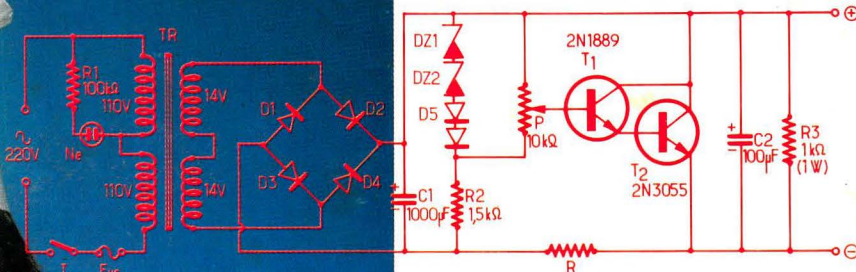 TR
R1
100kΩ
110V
Ne
~
220V
110V
I
Fus
14V
14V
D1
D2
D3
D4
C1
1000µF
+
−
DZ1
DZ2
D5
R2
1,5kΩ
P
10kΩ
2N1889
T1
T2
2N3055
R
+
−
C2
100µF
R3
1kΩ
(1W)
+
−